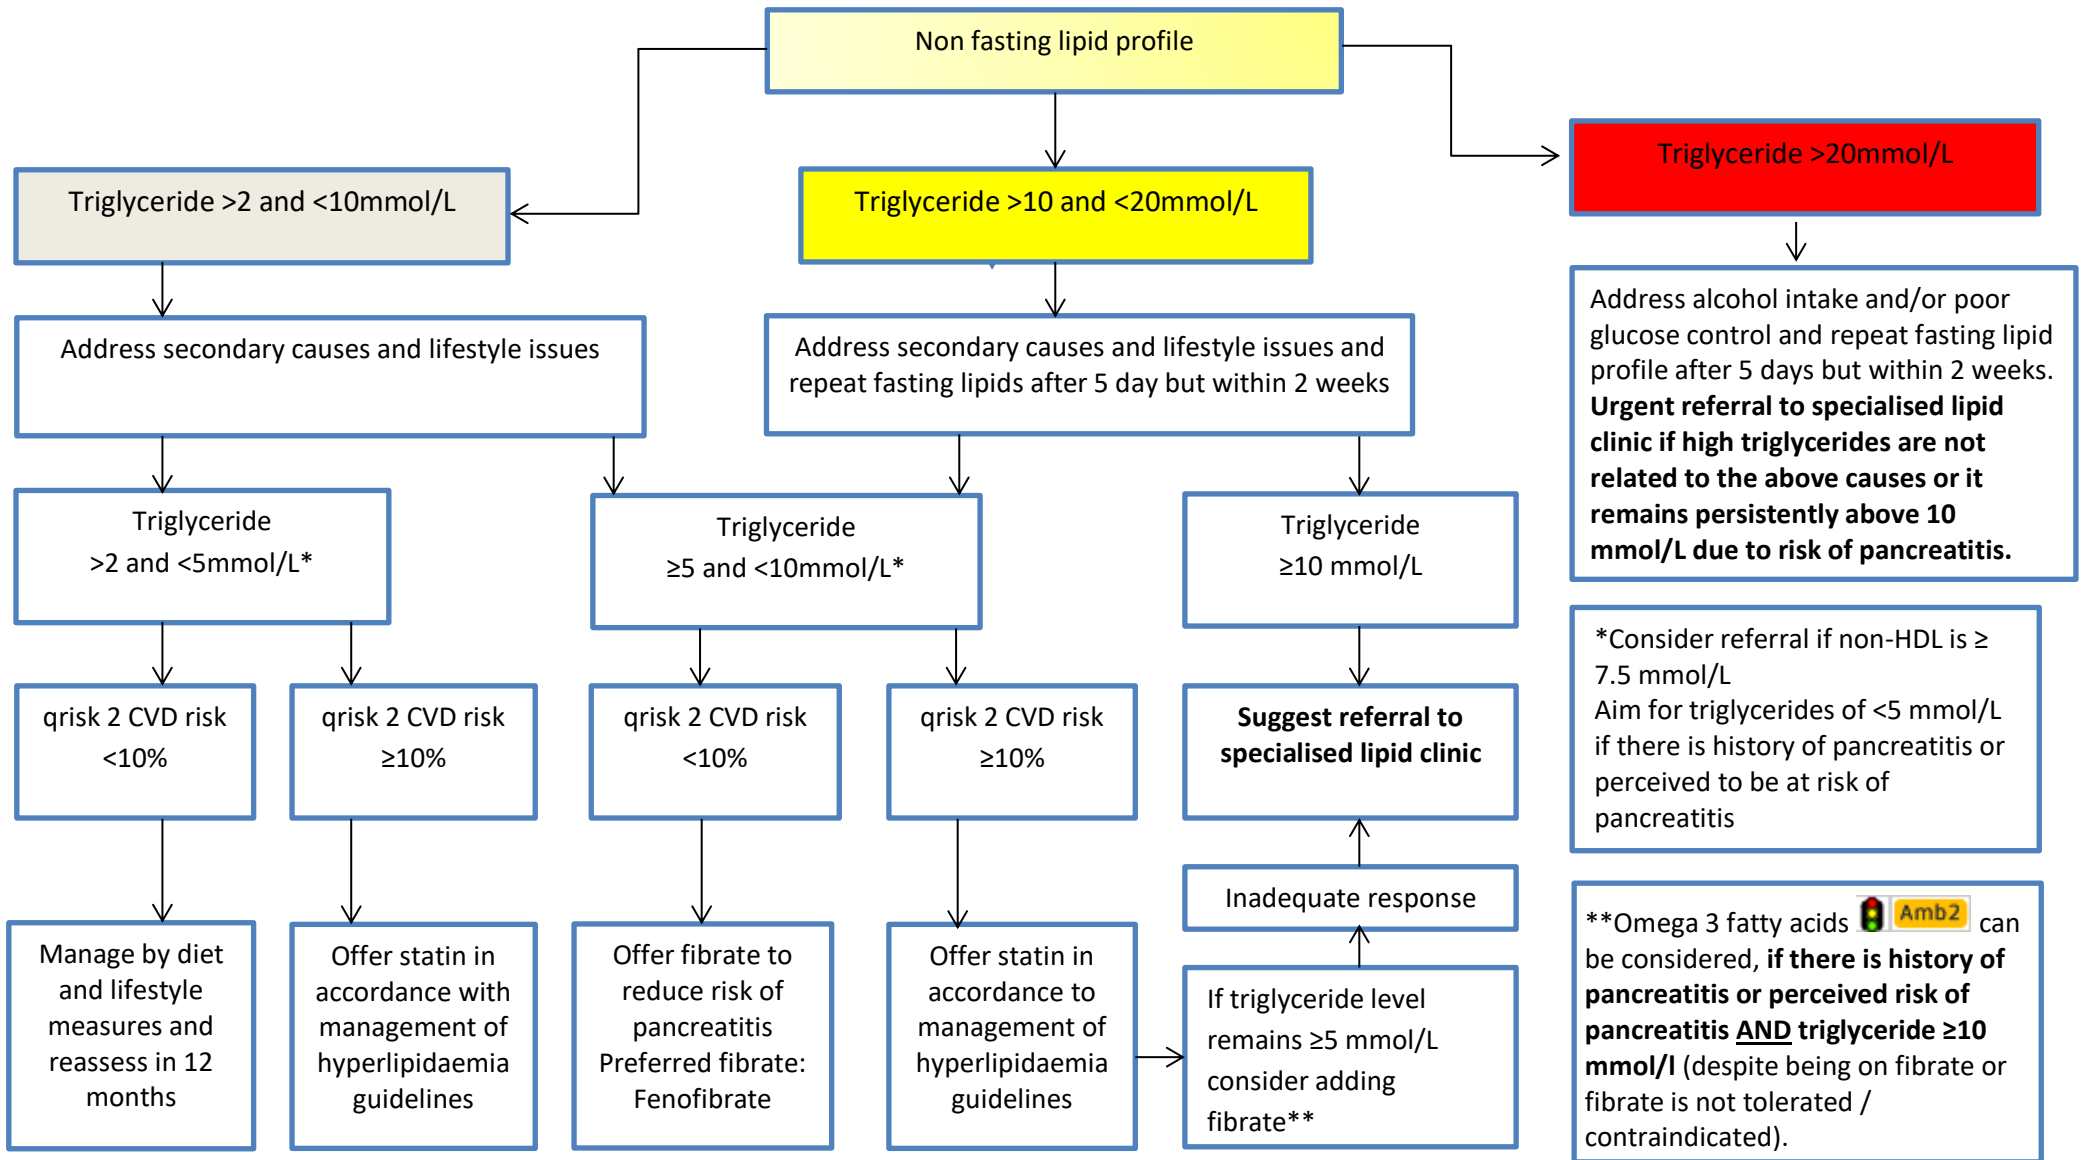 Non fasting lipid profile
Triglyceride >2 and <10mmol/L
Triglyceride >10 and <20mmol/L
Triglyceride >20mmol/L
Address secondary causes and lifestyle issues
Address secondary causes and lifestyle issues and
repeat fasting lipids after 5 day but within 2 weeks
Address alcohol intake and/or poor
glucose control and repeat fasting lipid
profile after 5 days but within 2 weeks.
Urgent referral to specialised lipid
clinic if high triglycerides are not
related to the above causes or it
remains persistently above 10
mmol/L due to risk of pancreatitis.
Triglyceride
>2 and <5mmol/L*
Triglyceride
≥5 and <10mmol/L*
Triglyceride
≥10 mmol/L
qrisk 2 CVD risk
<10%
qrisk 2 CVD risk
≥10%
qrisk 2 CVD risk
<10%
qrisk 2 CVD risk
≥10%
Suggest referral to
specialised lipid clinic
*Consider referral if non-HDL is ≥
7.5 mmol/L
Aim for triglycerides of <5 mmol/L
if there is history of pancreatitis or
perceived to be at risk of
pancreatitis
Inadequate response
Manage by diet
and lifestyle
measures and
reassess in 12
months
Offer statin in
accordance with
management of
hyperlipidaemia
guidelines
Offer fibrate to
reduce risk of
pancreatitis
Preferred fibrate:
Fenofibrate
Offer statin in
accordance to
management of
hyperlipidaemia
guidelines
If triglyceride level
remains ≥5 mmol/L
consider adding
fibrate**
**Omega 3 fatty acids Amb2 can
be considered, if there is history of
pancreatitis or perceived risk of
pancreatitis AND triglyceride ≥10
mmol/l (despite being on fibrate or
fibrate is not tolerated /
contraindicated).